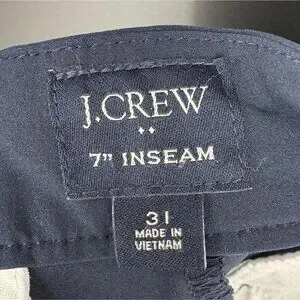 J.CREW
7" INSEAM
31
MADE IN
VIETNAM